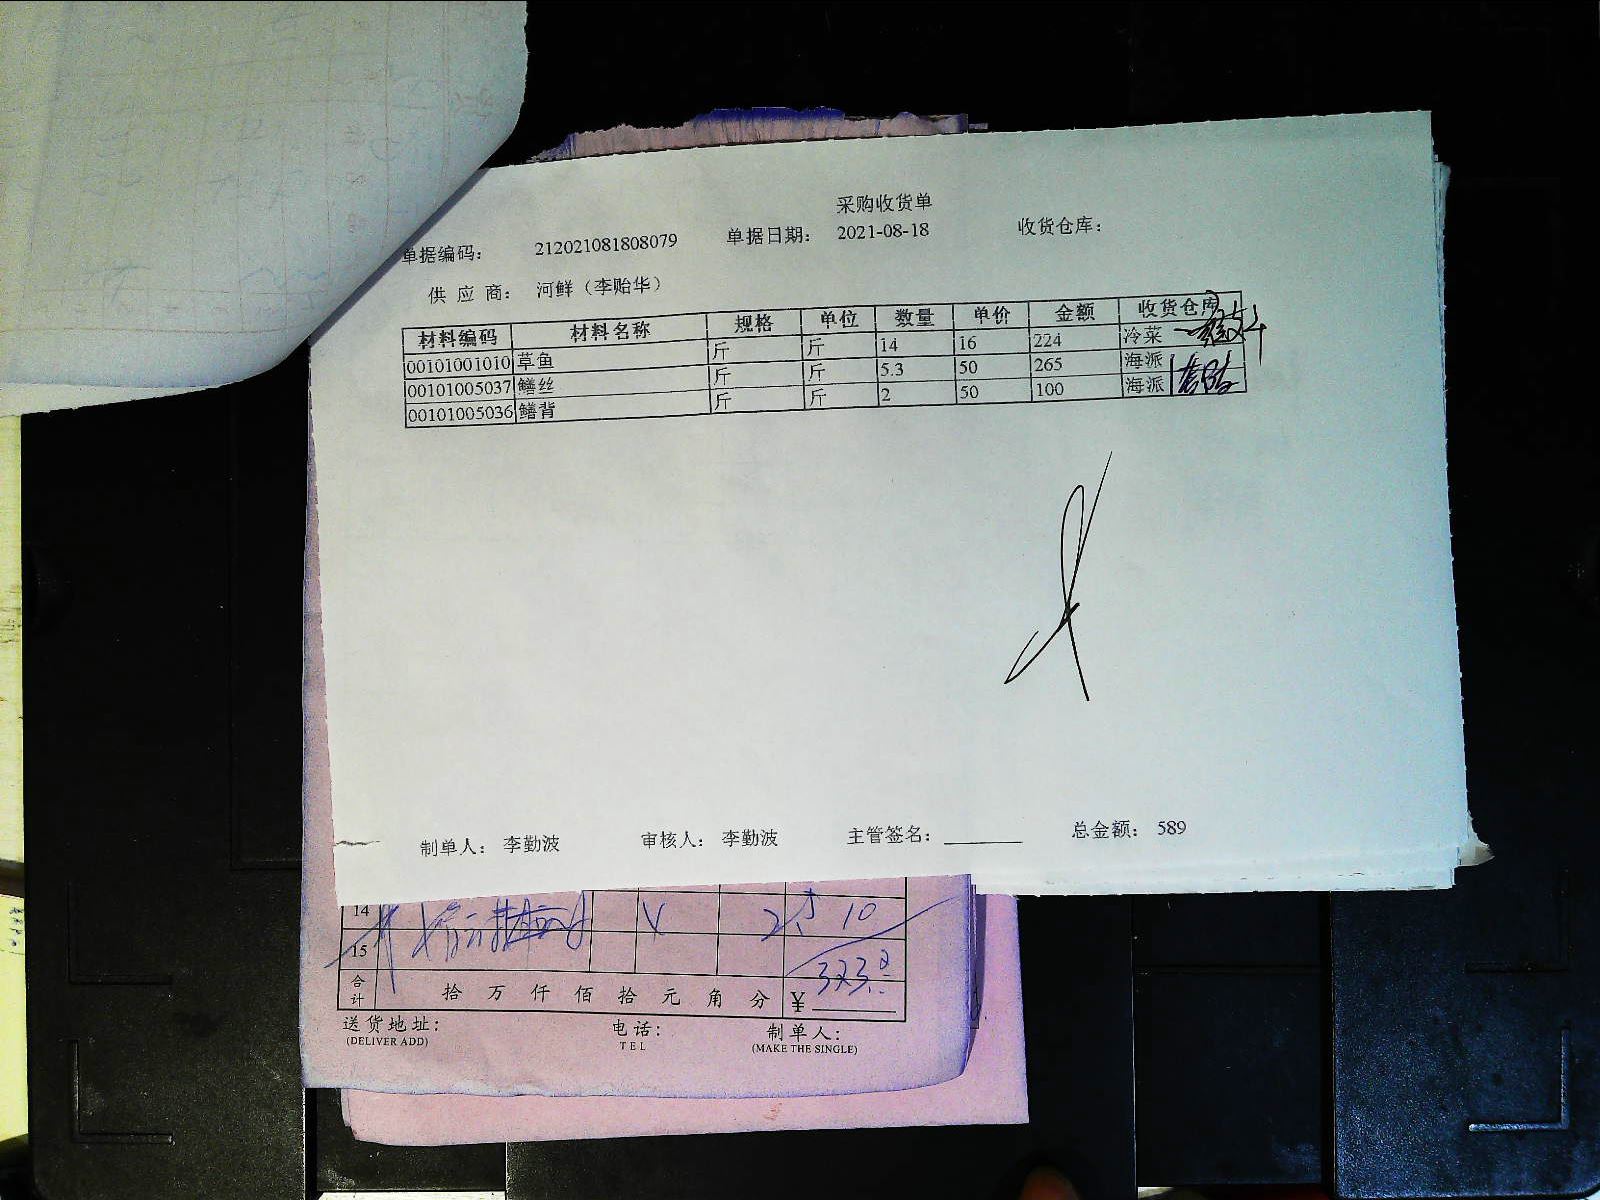 采购收货单
单据编码： 212021081808079 单据日期： 2021-08-18 收货仓库：
供 应 商： 河鲜（李贻华）
材料编码 材料名称 规格 单位 数量 单价 金额 收货仓库
00101001010 草鱼 斤 斤 14 16 224 冷菜
00101005037 鳝丝 斤 斤 5.3 50 265 海派
00101005036 鳝背 斤 斤 2 50 100 海派
制单人： 李勤波 审核人： 李勤波 主管签名： 总金额： 589
14 2.5 10
15
合计 拾 万 仟 佰 拾 元 角 分 ¥ 323.
送货地址： 电话： 制单人：
(DELIVER ADD) TEL (MAKE THE SINGLE)